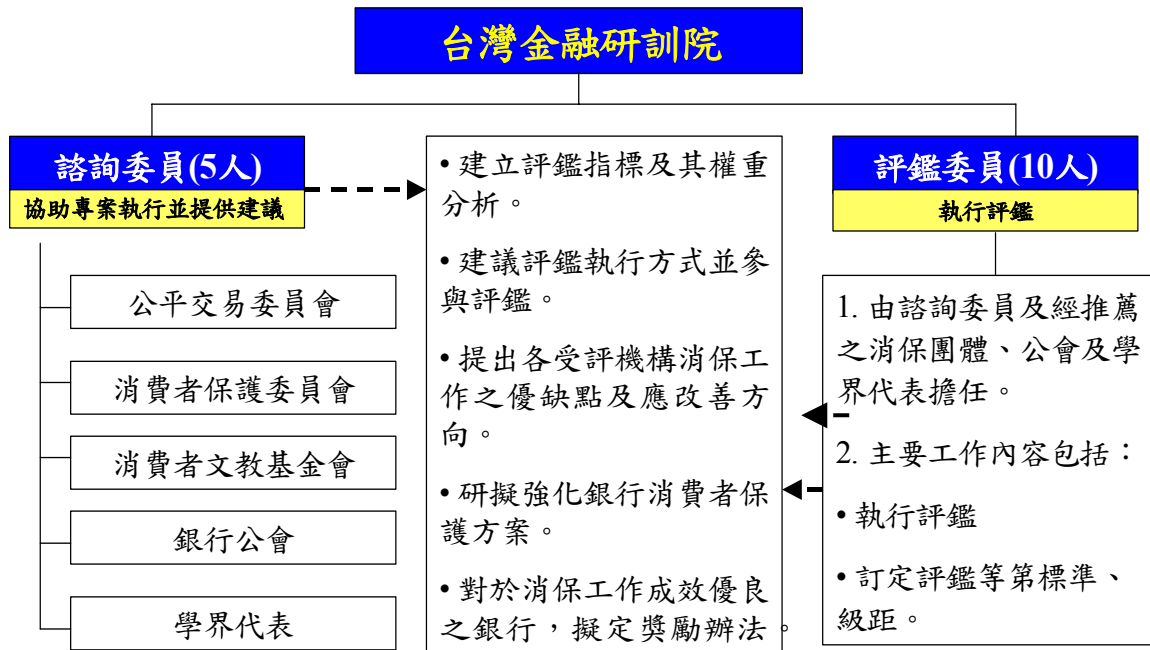 台灣金融研訓院
諮詢委員(5人)
協助專案執行並提供建議
公平交易委員會
消費者保護委員會
消費者文教基金會
銀行公會
學界代表
• 建立評鑑指標及其權重
分析。
• 建議評鑑執行方式並參
與評鑑。
• 提出各受評機構消保工
作之優缺點及應改善方
向。
• 研擬強化銀行消費者保
護方案。
• 對於消保工作成效優良
之銀行，擬定獎勵辦法。
評鑑委員(10人)
執行評鑑
1. 由諮詢委員及經推薦
之消保團體、公會及學
界代表擔任。
2. 主要工作內容包括：
• 執行評鑑
• 訂定評鑑等第標準、
級距。